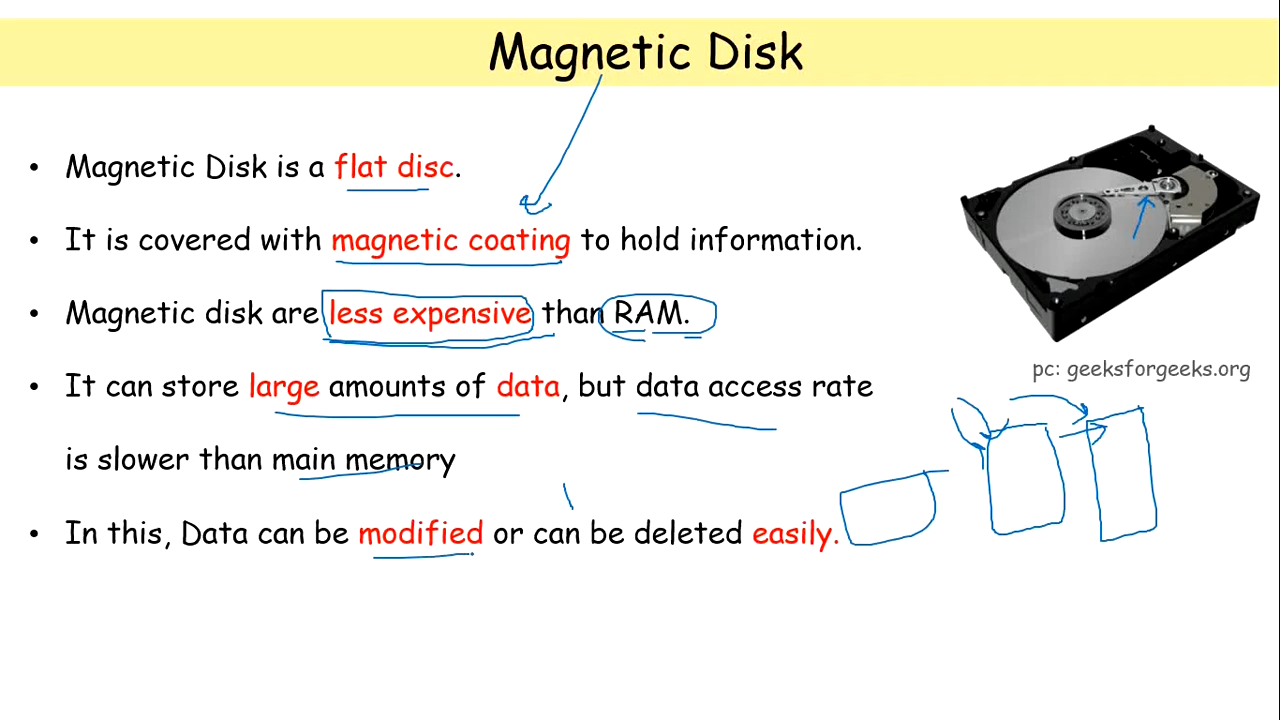 Magnetic Disk
• Magnetic Disk is a flat disc.
• It is covered with magnetic coating to hold information.
• Magnetic disk are less expensive than RAM.
• It can store large amounts of data, but data access rate
is slower than main memory
• In this, Data can be modified or can be deleted easily.
pc: geeksforgeeks.org